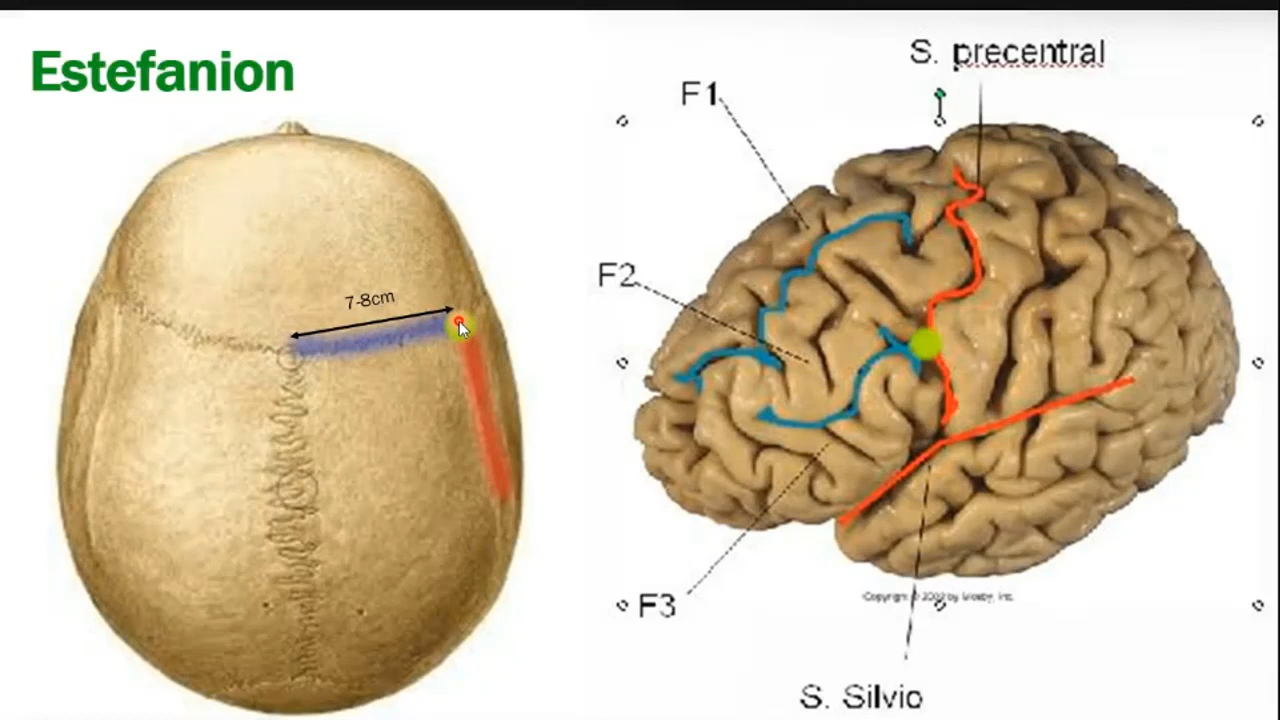 Estefanion
7-8cm
S. precentral
F1
F2
F3
S. Silvio